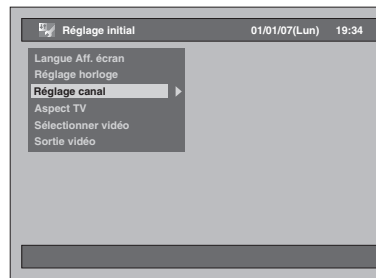 Réglage initial 01/01/07(Lun) 19:34
Langue Aff. écran
Réglage horloge
Réglage canal
Aspect TV
Sélectionner vidéo
Sortie vidéo